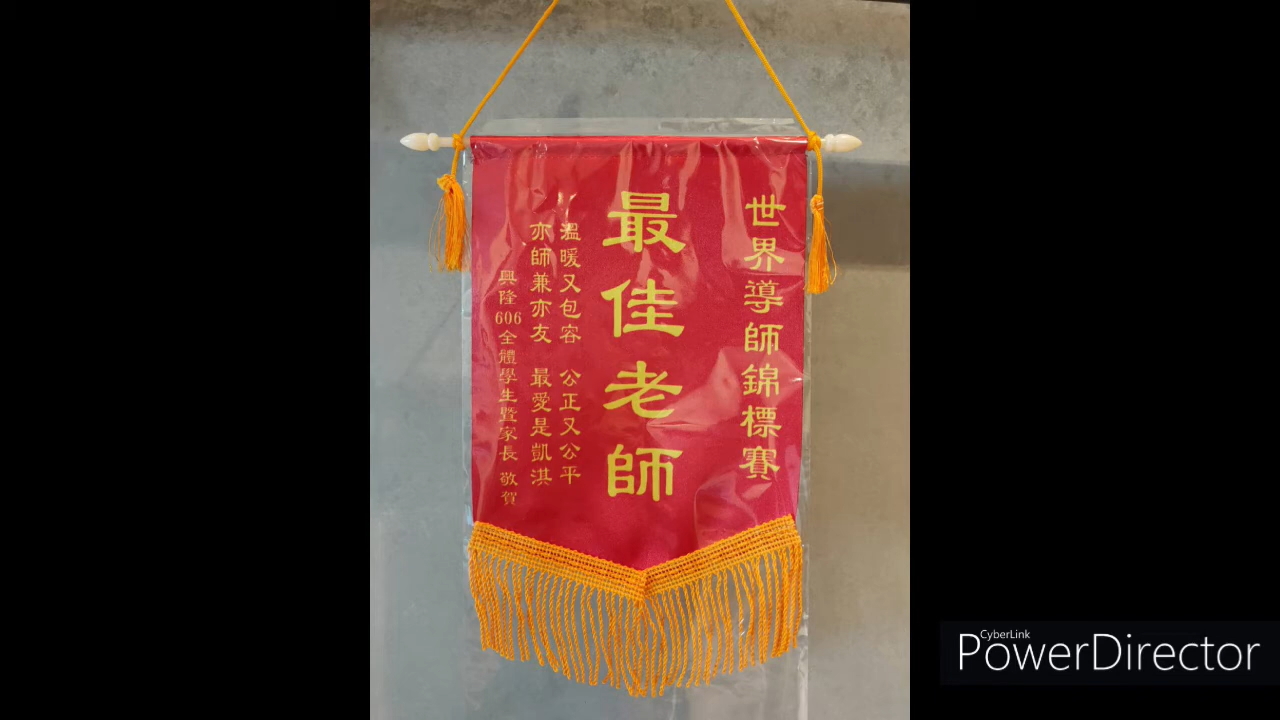 世界導師錦標賽
最佳老師
溫暖又包容 公正又公平
亦師兼亦友 最愛是凱淇
興隆606全體學生暨家長 敬賀
CyberLink
PowerDirector